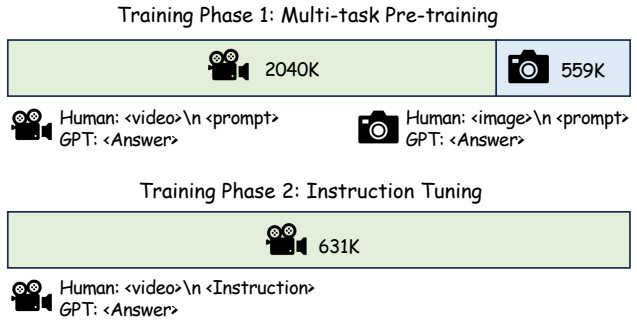 Training Phase 1: Multi-task Pre-training
2040K
559K
Human: <video>\n <prompt>
GPT: <Answer>
Human: <image>\n <prompt>
GPT: <Answer>
Training Phase 2: Instruction Tuning
631K
Human: <video>\n <Instruction>
GPT: <Answer>